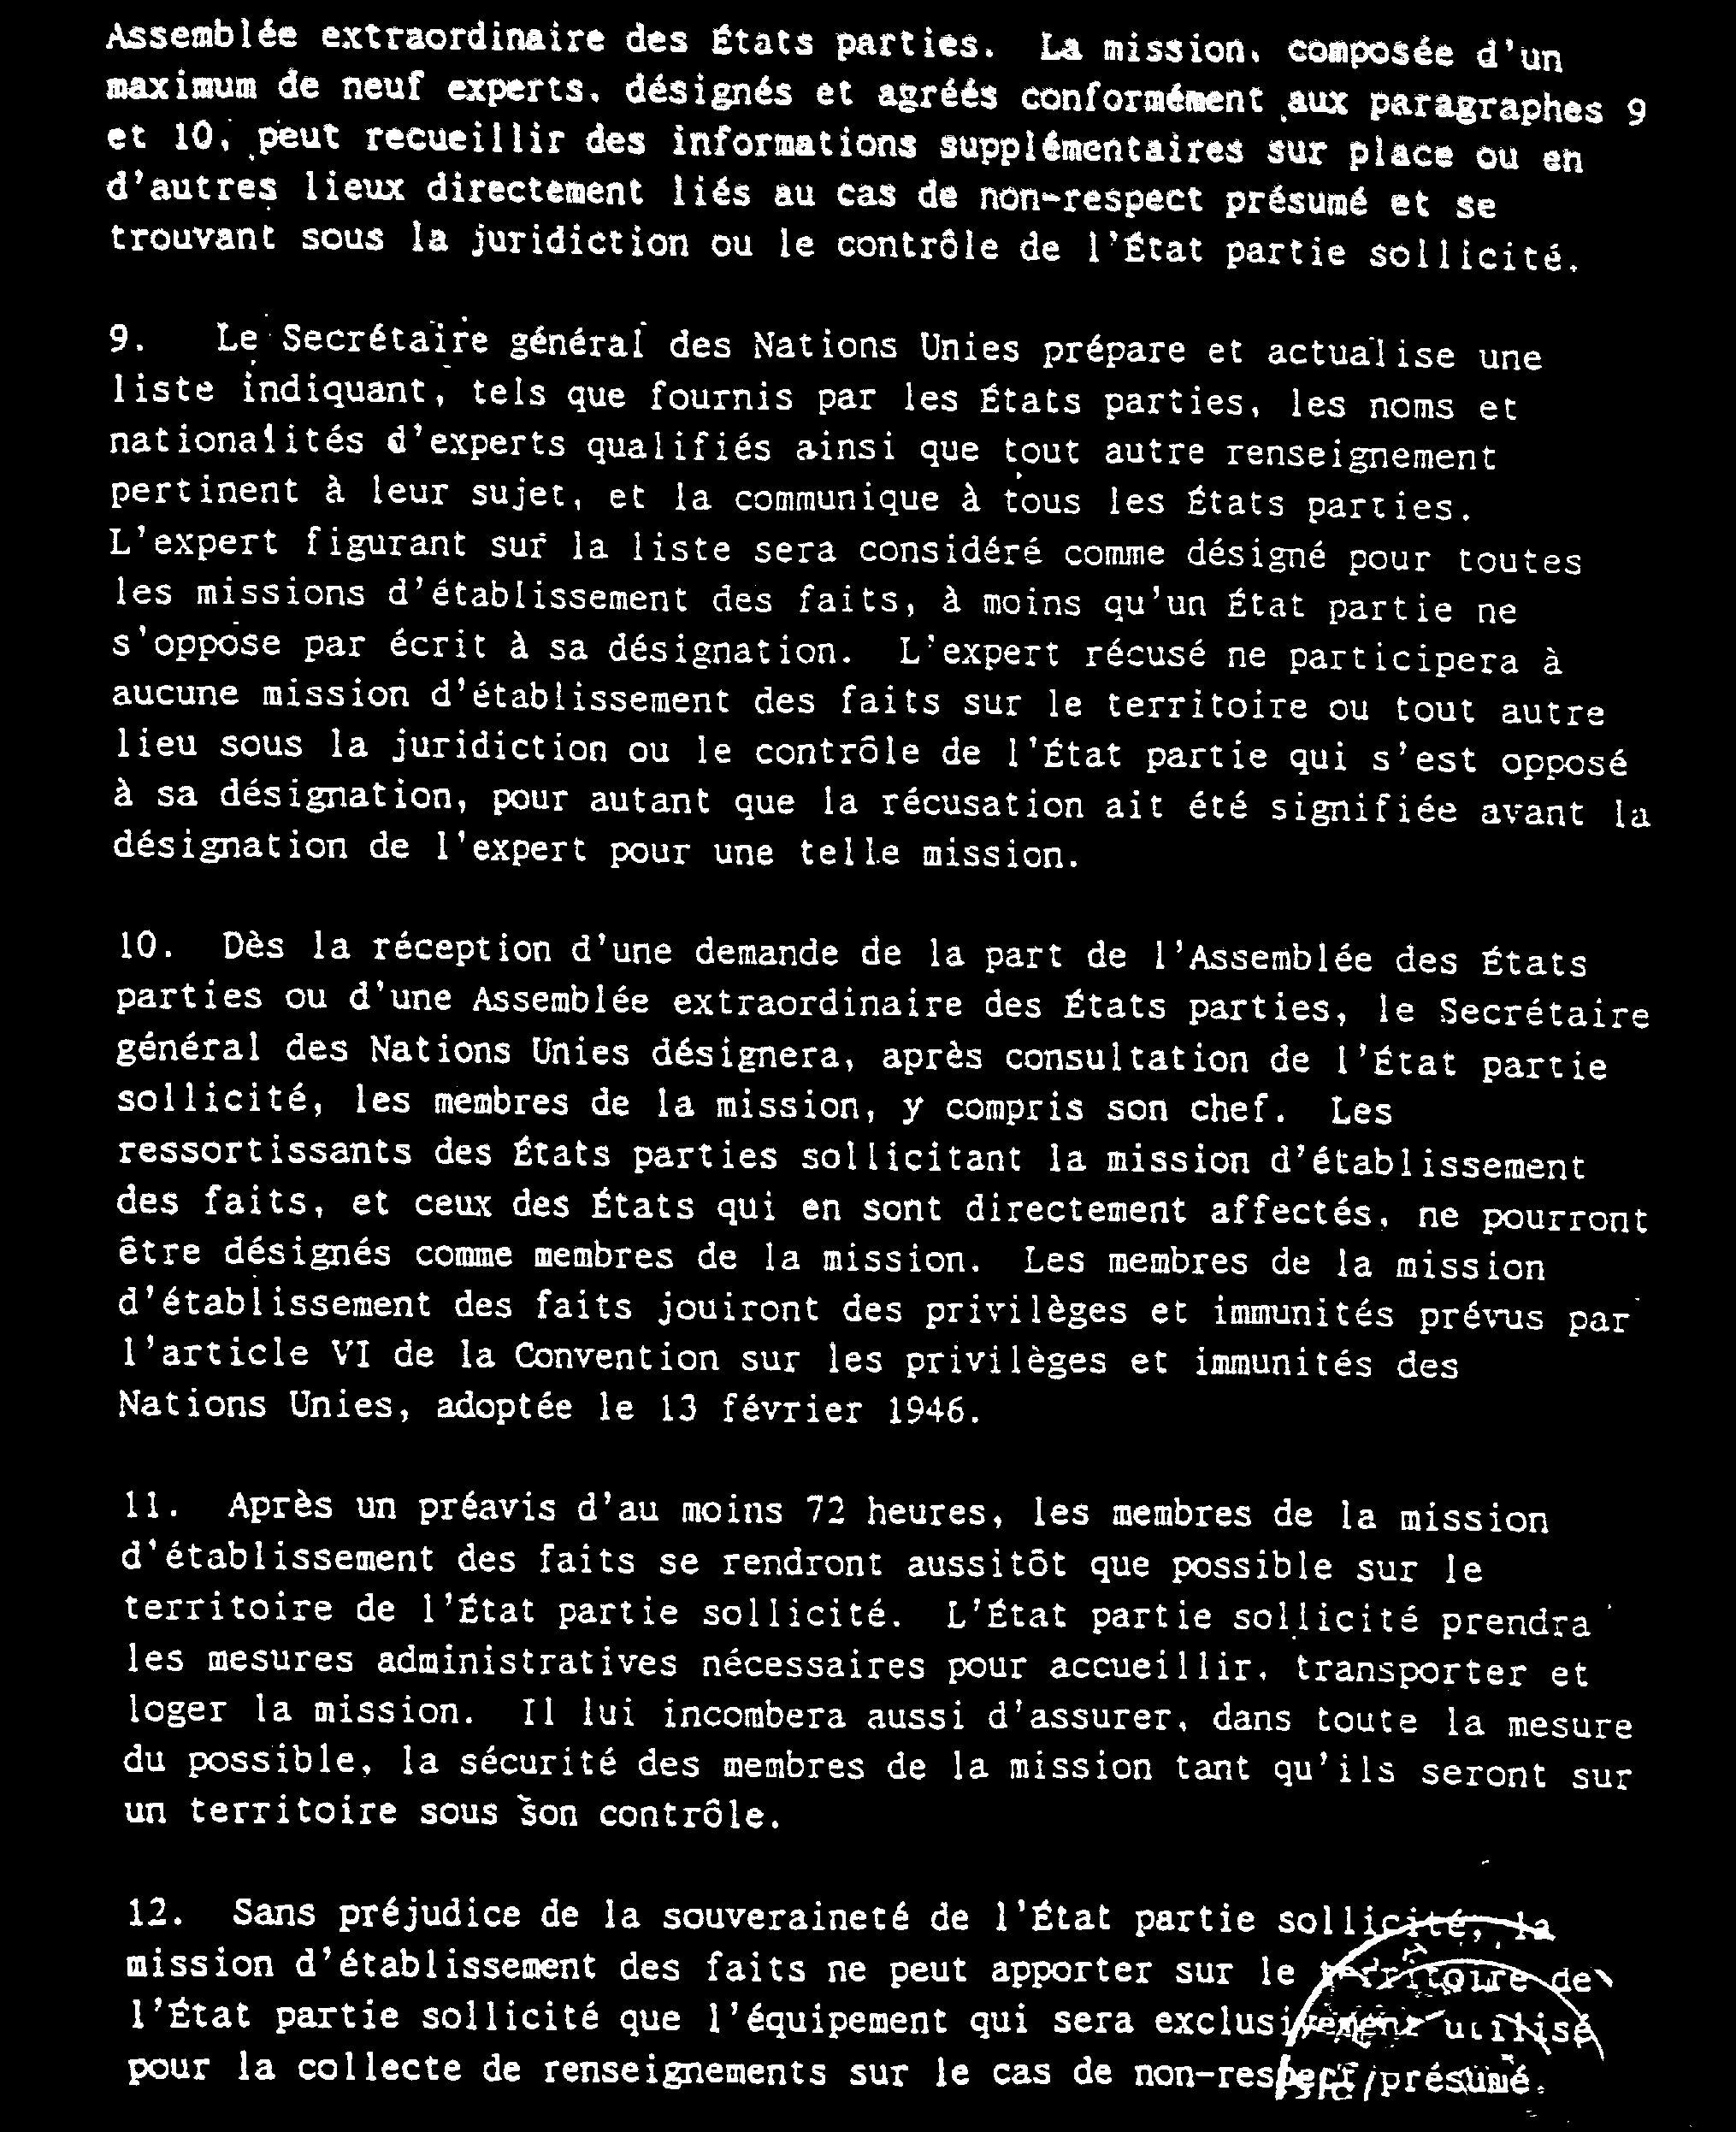 Assemblée extraordinaire des États parties. La mission, composée d'un
maximum de neuf experts, désignés et agréés conformément aux paragraphes 9
et 10, peut recueillir des informations supplémentaires sur place ou en
d'autres lieux directement liés au cas de non-respect présumé et se
trouvant sous la juridiction ou le contrôle de l'État partie sollicité.
9. Le Secrétaire général des Nations Unies prépare et actualise une
liste indiquant, tels que fournis par les États parties, les noms et
nationalités d'experts qualifiés ainsi que tout autre renseignement
pertinent à leur sujet, et la communique à tous les États parties.
L'expert figurant sur la liste sera considéré comme désigné pour toutes
les missions d'établissement des faits, à moins qu'un État partie ne
s'oppose par écrit à sa désignation. L'expert récusé ne participera à
aucune mission d'établissement des faits sur le territoire ou tout autre
lieu sous la juridiction ou le contrôle de l'État partie qui s'est opposé
à sa désignation, pour autant que la récusation ait été signifiée avant la
désignation de l'expert pour une telle mission.
10. Dès la réception d'une demande de la part de l'Assemblée des États
parties ou d'une Assemblée extraordinaire des États parties, le Secrétaire
général des Nations Unies désignera, après consultation de l'État partie
sollicité, les membres de la mission, y compris son chef. Les
ressortissants des États parties sollicitant la mission d'établissement
des faits, et ceux des États qui en sont directement affectés, ne pourront
être désignés comme membres de la mission. Les membres de la mission
d'établissement des faits jouiront des privilèges et immunités prévus par
l'article VI de la Convention sur les privilèges et immunités des
Nations Unies, adoptée le 13 février 1946.
11. Après un préavis d'au moins 72 heures, les membres de la mission
d'établissement des faits se rendront aussitôt que possible sur le
territoire de l'État partie sollicité. L'État partie sollicité prendra
les mesures administratives nécessaires pour accueillir, transporter et
loger la mission. Il lui incombera aussi d'assurer, dans toute la mesure
du possible, la sécurité des membres de la mission tant qu'ils seront sur
un territoire sous son contrôle.
12. Sans préjudice de la souveraineté de l'État partie sollicité, la
mission d'établissement des faits ne peut apporter sur le territoire de
l'État partie sollicité que l'équipement qui sera exclusivement utilisé
pour la collecte de renseignements sur le cas de non-respect présumé.